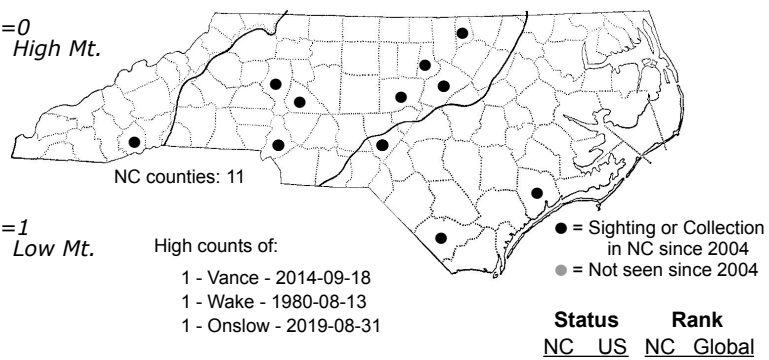 =0
High Mt.
NC counties: 11
=1
Low Mt.
High counts of:
1 - Vance - 2014-09-18
1 - Wake - 1980-08-13
1 - Onslow - 2019-08-31
● = Sighting or Collection
in NC since 2004
● = Not seen since 2004
Status Rank
NC US NC Global